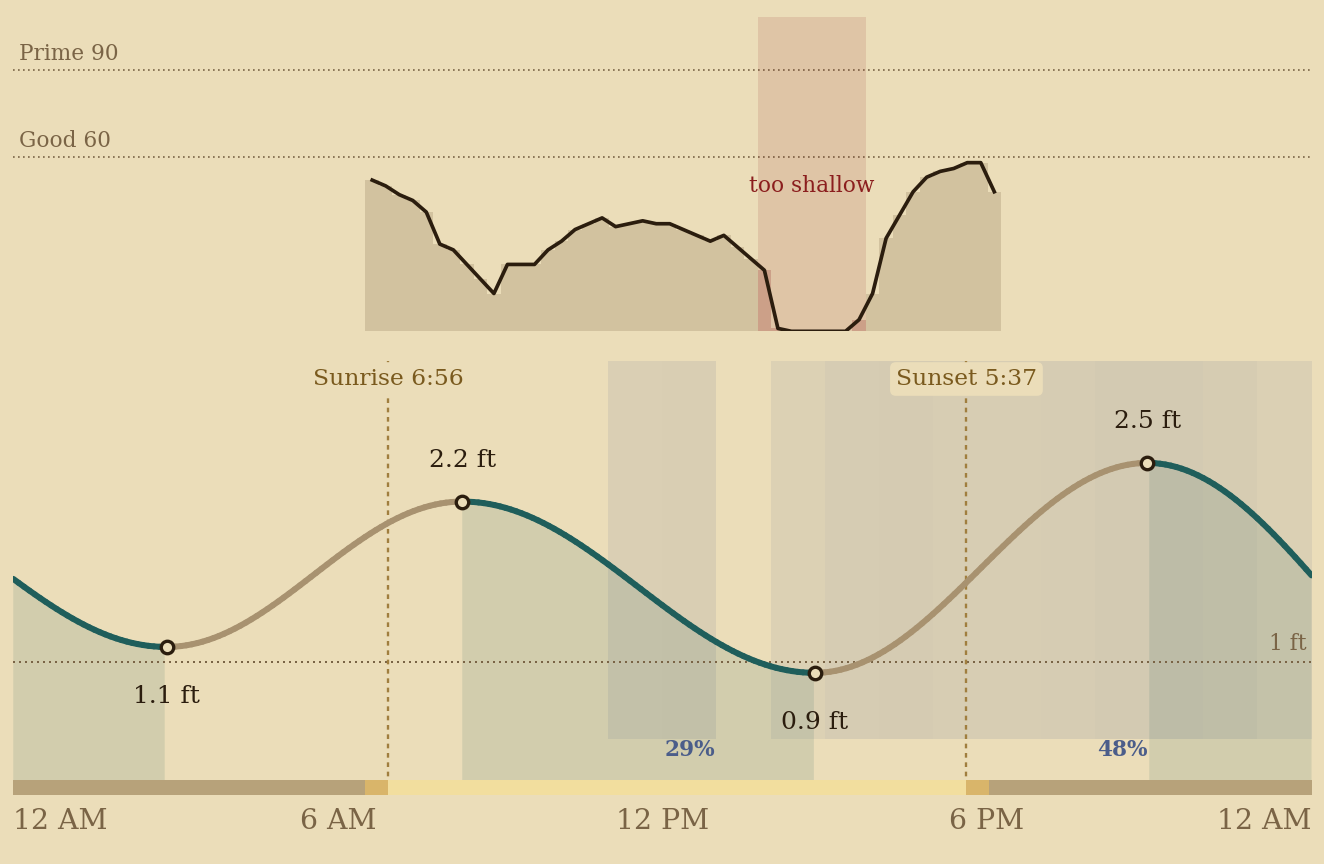 Prime 90
Good 60
too shallow
Sunrise 6:56
Sunset 5:37
2.5 ft
2.2 ft
1 ft
1.1 ft
0.9 ft
29%
48%
12 AM
6 AM
12 PM
6 PM
12 AM